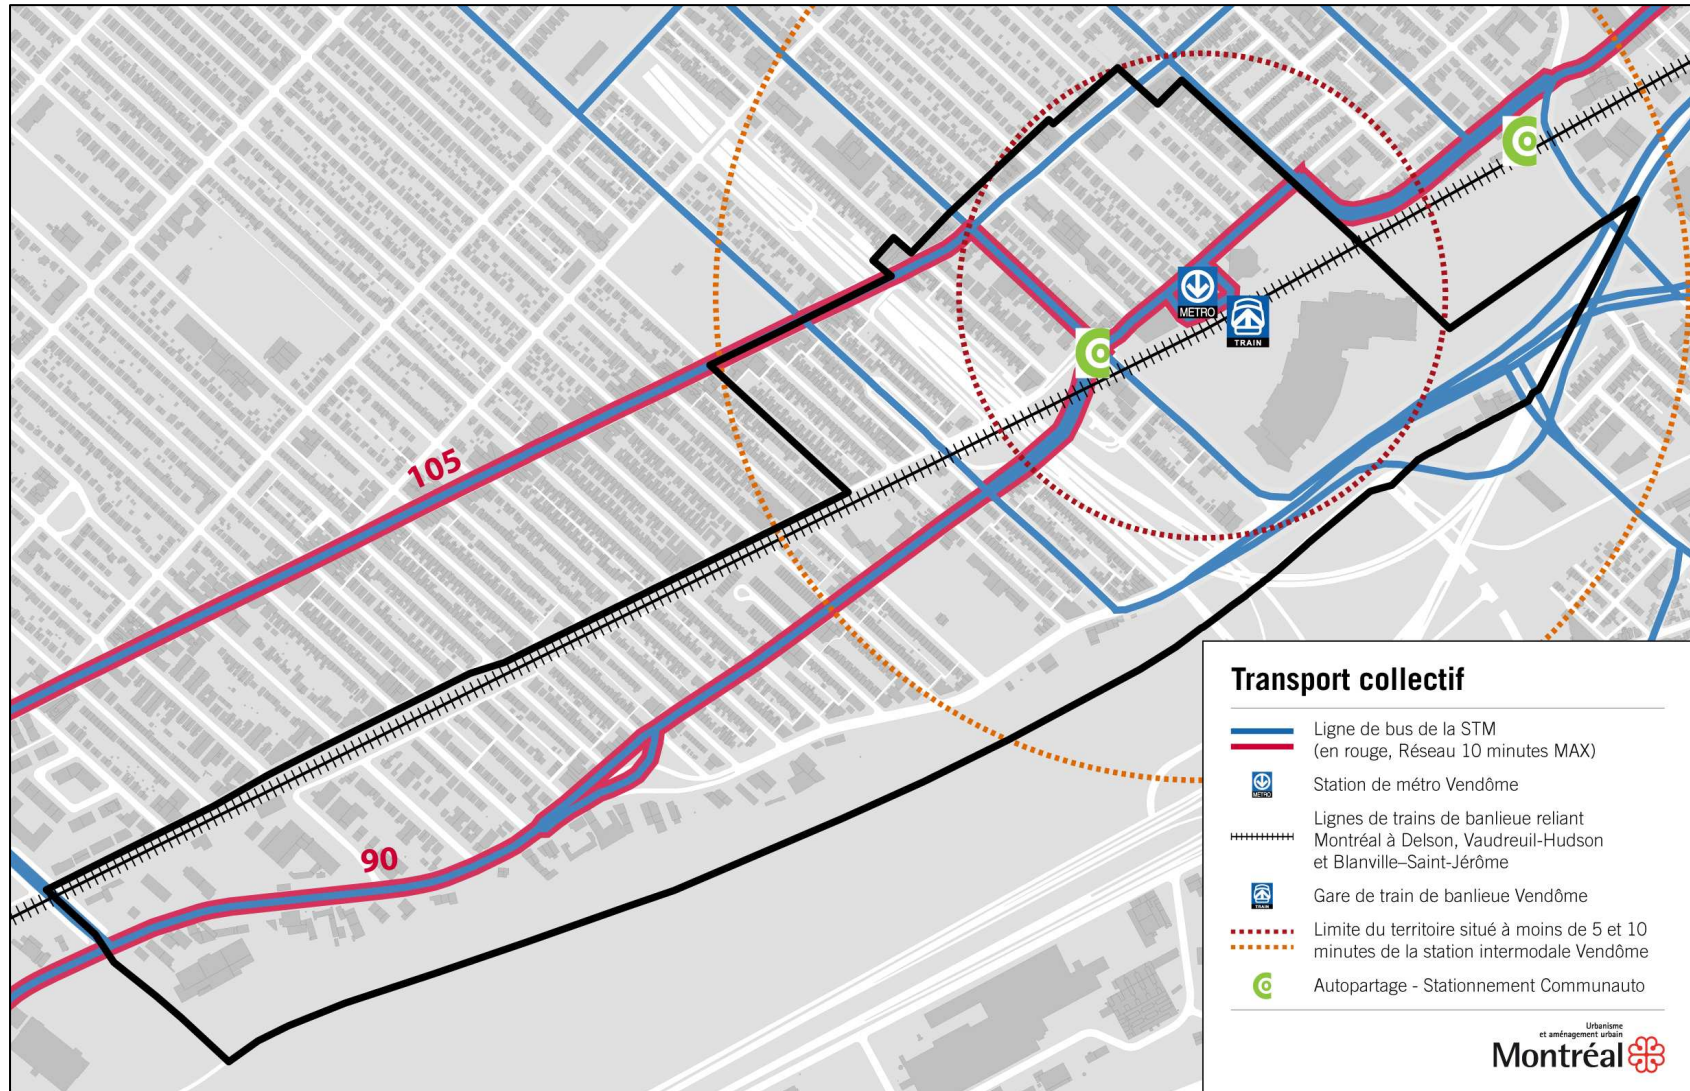 105
90
METRO
TRAIN
Transport collectif
Ligne de bus de la STM
(en rouge, Réseau 10 minutes MAX)
METRO
Station de métro Vendôme
Lignes de trains de banlieue reliant
Montréal à Delson, Vaudreuil-Hudson
et Blanville–Saint-Jérôme
TRAIN
Gare de train de banlieue Vendôme
Limite du territoire situé à moins de 5 et 10
minutes de la station intermodale Vendôme
Autopartage - Stationnement Communauto
Urbanisme
et aménagement urbain
Montréal